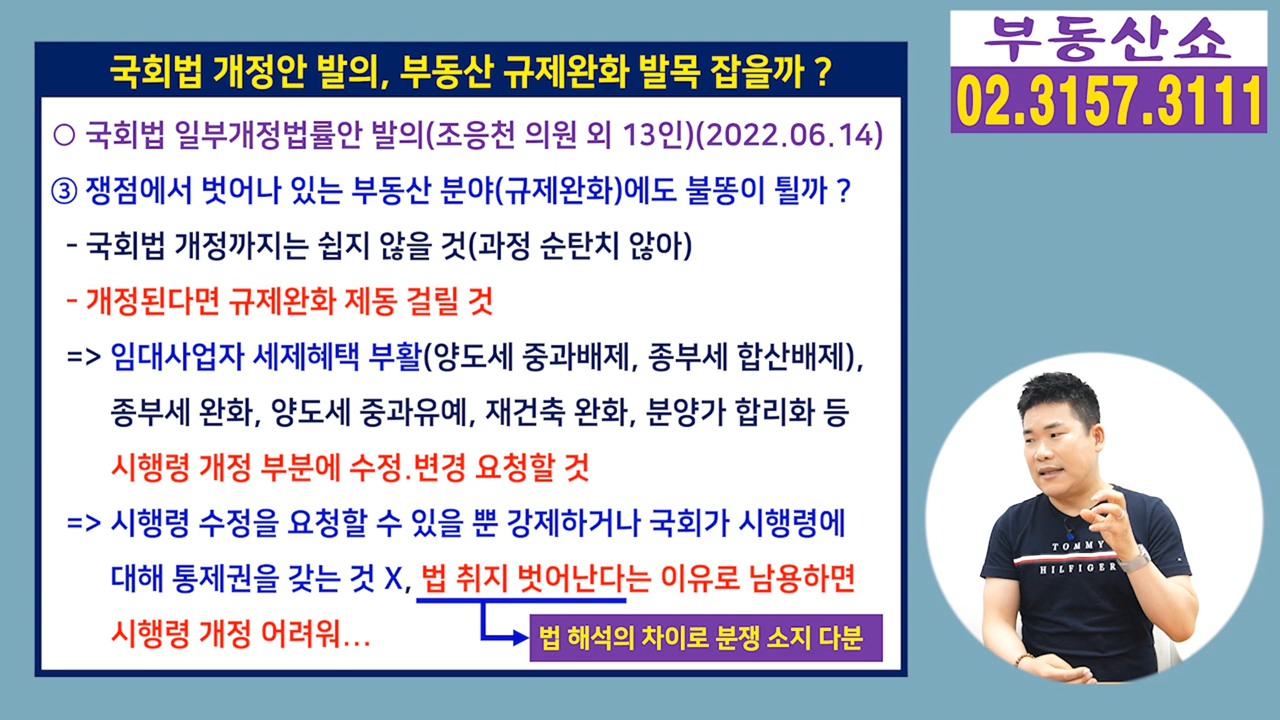 부동산쇼
02.3157.3111
국회법 개정안 발의, 부동산 규제완화 발목 잡을까 ?
○ 국회법 일부개정법률안 발의(조응천 의원 외 13인)(2022.06.14)
③ 쟁점에서 벗어나 있는 부동산 분야(규제완화)에도 불똥이 튈까 ?
- 국회법 개정까지는 쉽지 않을 것(과정 순탄치 않아)
- 개정된다면 규제완화 제동 걸릴 것
=> 임대사업자 세제혜택 부활(양도세 중과배제, 종부세 합산배제),
종부세 완화, 양도세 중과유예, 재건축 완화, 분양가 합리화 등
시행령 개정 부분에 수정.변경 요청할 것
=> 시행령 수정을 요청할 수 있을 뿐 강제하거나 국회가 시행령에
대해 통제권을 갖는 것 X, 법 취지 벗어난다는 이유로 남용하면
시행령 개정 어려워...
법 해석의 차이로 분쟁 소지 다분
TOMMY
HILFIGER